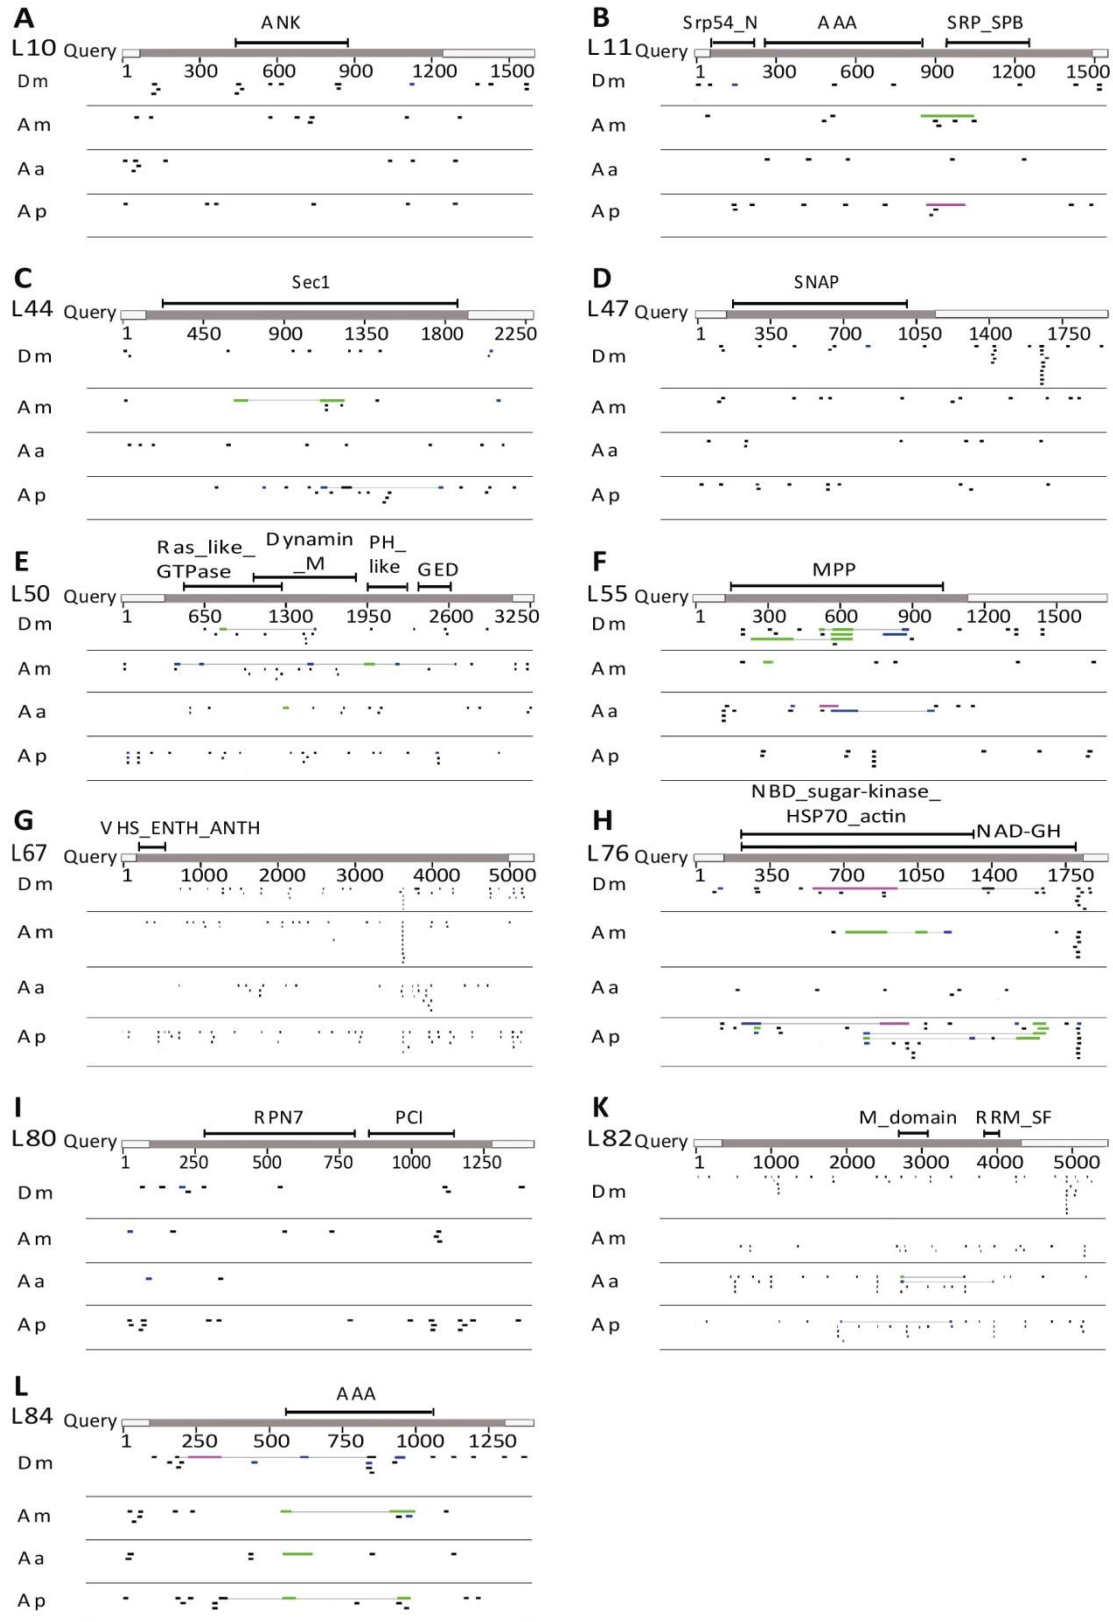 A
ANK
L10 Query
1 300 600 900 1200 1500
Dm
Am
Aa
Ap
B
Srp54_N AAA SRP_SPB
L11 Query
1 300 600 900 1200 1500
Dm
Am
Aa
Ap
C
Sec1
L44 Query
1 450 900 1350 1800 2250
Dm
Am
Aa
Ap
D
SNAP
L47 Query
1 350 700 1050 1400 1750
Dm
Am
Aa
Ap
E
Ras_like_
GTPase
Dynamin
_M
PH_
like
GED
L50 Query
1 650 1300 1950 2600 3250
Dm
Am
Aa
Ap
F
MPP
L55 Query
1 300 600 900 1200 1500
Dm
Am
Aa
Ap
G
VHS_ENTH_ANTH
L67 Query
1 1000 2000 3000 4000 5000
Dm
Am
Aa
Ap
H
NBD_sugar-kinase_
HSP70_actin
NAD-GH
L76 Query
1 350 700 1050 1400 1750
Dm
Am
Aa
Ap
I
RPN7 PCI
L80 Query
1 250 500 750 1000 1250
Dm
Am
Aa
Ap
K
M_domain RRM_SF
L82 Query
1 1000 2000 3000 4000 5000
Dm
Am
Aa
Ap
L
AAA
L84 Query
1 250 500 750 1000 1250
Dm
Am
Aa
Ap